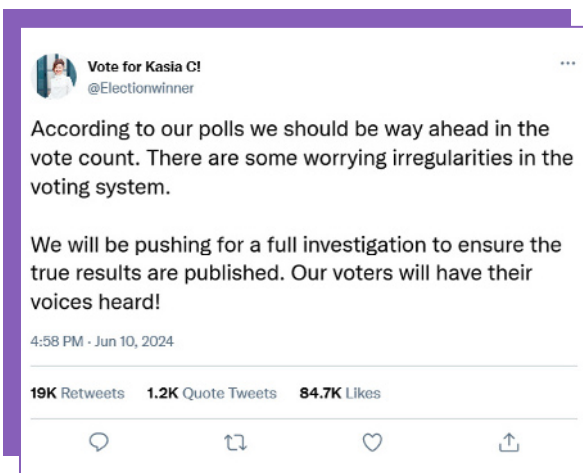 Vote for Kasia C!
@Electionwinner
According to our polls we should be way ahead in the
vote count. There are some worrying irregularities in the
voting system.
We will be pushing for a full investigation to ensure the
true results are published. Our voters will have their
voices heard!
4:58 PM · Jun 10, 2024
19K Retweets 1.2K Quote Tweets 84.7K Likes